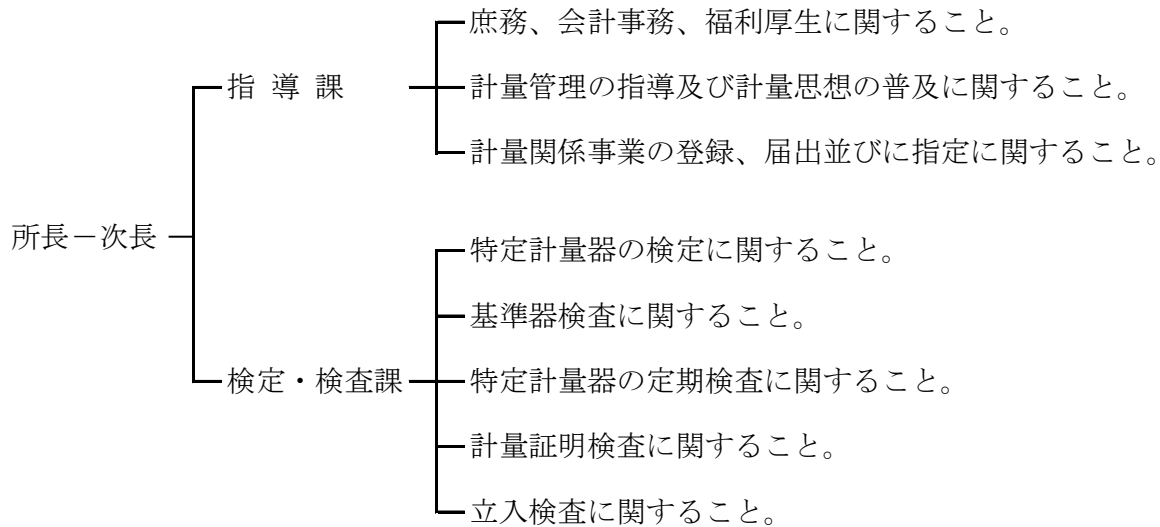 庶務、会計事務、福利厚生に関すること。
指 導 課
計量管理の指導及び計量思想の普及に関すること。
計量関係事業の登録、届出並びに指定に関すること。
所長－次長
特定計量器の検定に関すること。
基準器検査に関すること。
検定・検査課
特定計量器の定期検査に関すること。
計量証明検査に関すること。
立入検査に関すること。